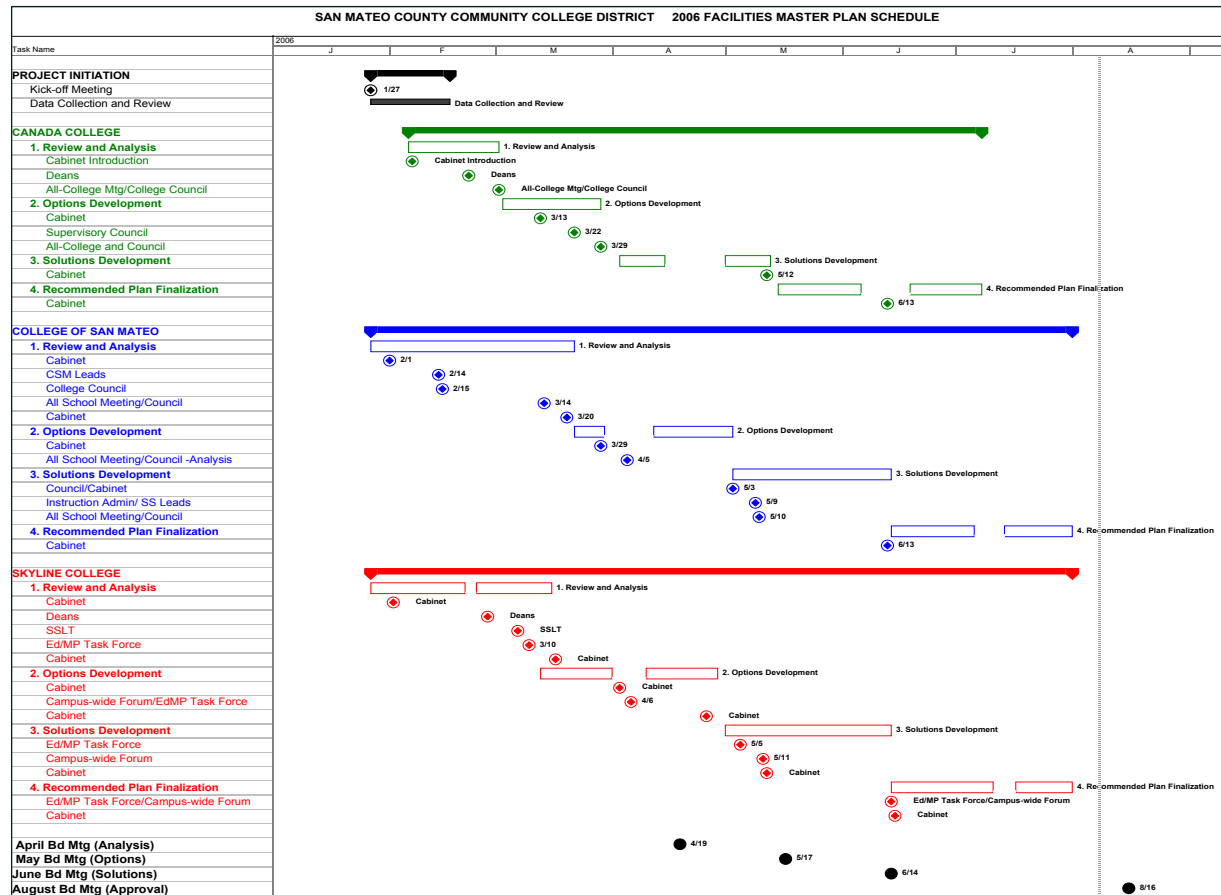 SAN MATEO COUNTY COMMUNITY COLLEGE DISTRICT 2006 FACILITIES MASTER PLAN SCHEDULE
2006
Task Name J F M A M J J A
PROJECT INITIATION
Kick-off Meeting 1/27
Data Collection and Review Data Collection and Review
CANADA COLLEGE
1. Review and Analysis 1. Review and Analysis
Cabinet Introduction Cabinet Introduction
Deans Deans
All-College Mtg/College Council All-College Mtg/College Council
2. Options Development 2. Options Development
Cabinet 3/13
Supervisory Council 3/22
All-College and Council 3/29
3. Solutions Development 3. Solutions Development
Cabinet 5/12
4. Recommended Plan Finalization 4. Recommended Plan Finalization
Cabinet 6/13
COLLEGE OF SAN MATEO
1. Review and Analysis 1. Review and Analysis
Cabinet 2/1
CSM Leads 2/14
College Council 2/15
All School Meeting/Council 3/14
Cabinet 3/20
2. Options Development 2. Options Development
Cabinet 3/29
All School Meeting/Council -Analysis 4/5
3. Solutions Development 3. Solutions Development
Council/Cabinet 5/3
Instruction Admin/ SS Leads 5/9
All School Meeting/Council 5/10
4. Recommended Plan Finalization 4. Recommended Plan Finalization
Cabinet 6/13
SKYLINE COLLEGE
1. Review and Analysis 1. Review and Analysis
Cabinet Cabinet
Deans Deans
SSLT SSLT
Ed/MP Task Force 3/10
Cabinet Cabinet
2. Options Development 2. Options Development
Cabinet Cabinet
Campus-wide Forum/EdMP Task Force 4/6
Cabinet Cabinet
3. Solutions Development 3. Solutions Development
Ed/MP Task Force 5/5
Campus-wide Forum 5/11
Cabinet Cabinet
4. Recommended Plan Finalization 4. Recommended Plan Finalization
Ed/MP Task Force/Campus-wide Forum Ed/MP Task Force/Campus-wide Forum
Cabinet Cabinet
April Bd Mtg (Analysis) 4/19
May Bd Mtg (Options) 5/17
June Bd Mtg (Solutions) 6/14
August Bd Mtg (Approval) 8/16